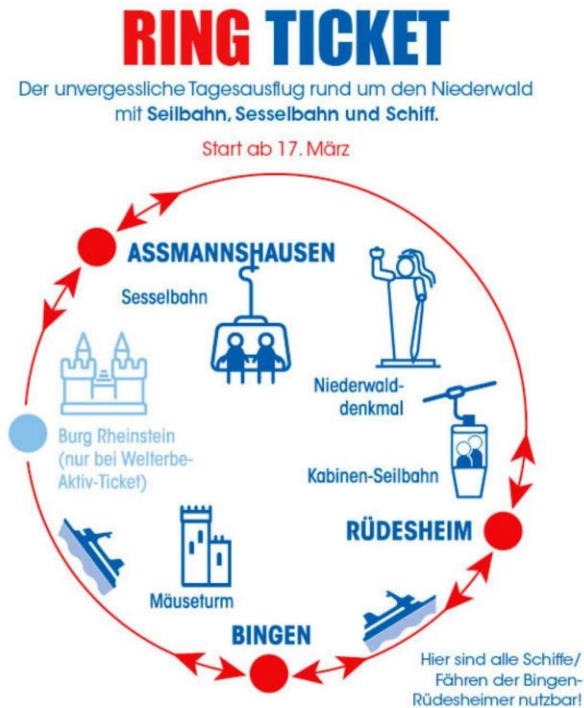 RING TICKET
Der unvergessliche Tagesausflug rund um den Niederwald
mit Seilbahn, Sesselbahn und Schiff.
Start ab 17. März
ASSMANNSHAUSEN
Sesselbahn
Niederwald-
denkmal
Burg Rheinstein
(nur bei Welterbe-
Aktiv-Ticket)
Kabinen-Seilbahn
RÜDESHEIM
Mäuseturm
BINGEN
Hier sind alle Schiffe/
Fähren der Bingen-
Rüdesheimer nutzbar!